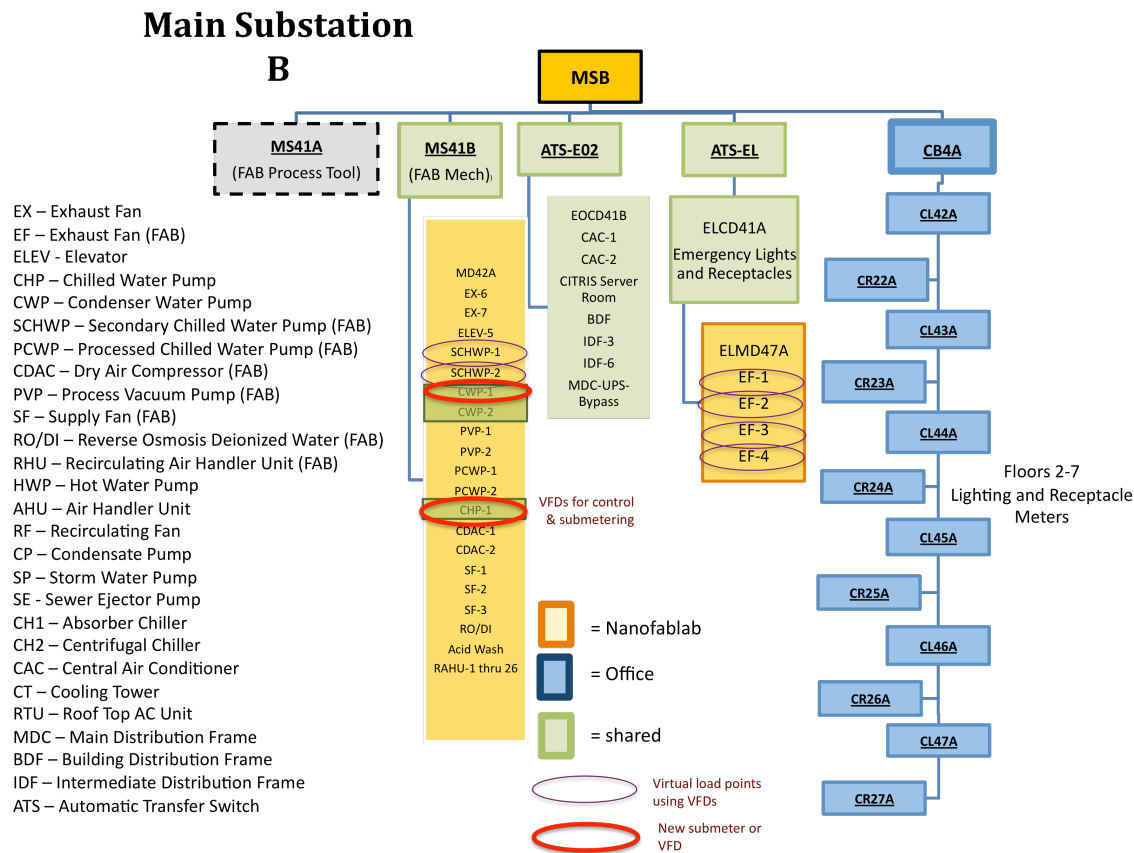 Main Substation
B
MSB
MS41A
(FAB Process Tool)
MS41B
(FAB Mech)
ATS-E02
ATS-EL
CB4A
EX – Exhaust Fan
EF – Exhaust Fan (FAB)
ELEV - Elevator
CHP – Chilled Water Pump
CWP – Condenser Water Pump
SCHWP – Secondary Chilled Water Pump (FAB)
PCWP – Processed Chilled Water Pump (FAB)
CDAC – Dry Air Compressor (FAB)
PVP – Process Vacuum Pump (FAB)
SF – Supply Fan (FAB)
RO/DI – Reverse Osmosis Deionized Water (FAB)
RHU – Recirculating Air Handler Unit (FAB)
HWP – Hot Water Pump
AHU – Air Handler Unit
RF – Recirculating Fan
CP – Condensate Pump
SP – Storm Water Pump
SE - Sewer Ejector Pump
CH1 – Absorber Chiller
CH2 – Centrifugal Chiller
CAC – Central Air Conditioner
CT – Cooling Tower
RTU – Roof Top AC Unit
MDC – Main Distribution Frame
BDF – Building Distribution Frame
IDF – Intermediate Distribution Frame
ATS – Automatic Transfer Switch
MD42A
EX-6
EX-7
ELEV-5
SCHWP-1
SCHWP-2
CWP-1
CWP-2
PVP-1
PVP-2
PCWP-1
PCWP-2
CHP-1
CDAC-1
CDAC-2
SF-1
SF-2
SF-3
RO/DI
Acid Wash
RAHU-1 thru 26
EOCD41B
CAC-1
CAC-2
CITRIS Server
Room
BDF
IDF-3
IDF-6
MDC-UPS-
Bypass
VFDs for control
& submetering
ELCD41A
Emergency Lights
and Receptacles
ELMD47A
EF-1
EF-2
EF-3
EF-4
CL42A
CR22A
CL43A
CR23A
CL44A
CR24A
CL45A
CR25A
CL46A
CR26A
CL47A
CR27A
Floors 2-7
Lighting and Receptacle
Meters
= Nanofablab
= Office
= shared
Virtual load points
using VFDs
New submeter or
VFD